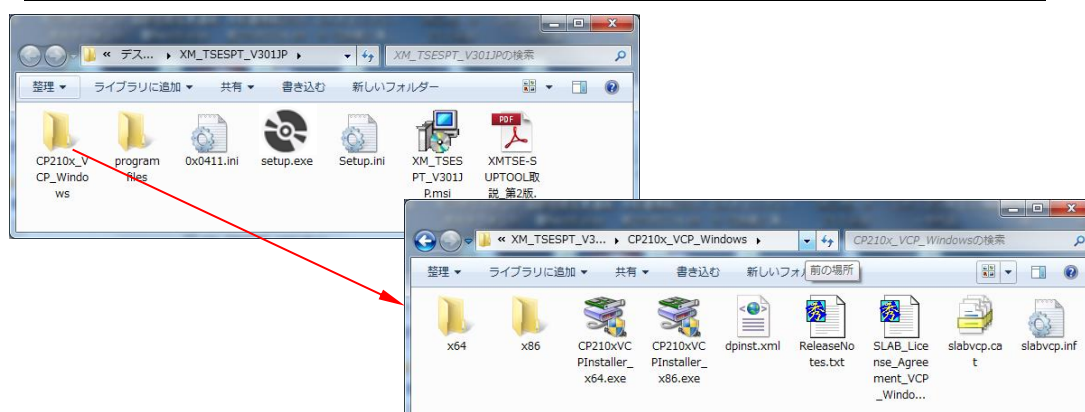 « デス... ▸ XM_TSESPT_V301JP ▸
XM_TSESPT_V301JPの検索
整理 ▼ ライブラリに追加 ▼ 共有 ▼ 書き込む 新しいフォルダー
CP210x_V
CP_Windo
ws
program
files
0x0411.ini
setup.exe
Setup.ini
XM_TSES
PT_V301J
P.msi
PDF
XMTSE-S
UPTOOL取
説_第2版.
« XM_TSESPT_V3... ▸ CP210x_VCP_Windows ▸
CP210x_VCP_Windowsの検索
整理 ▼ ライブラリに追加 ▼ 共有 ▼ 書き込む 新しいフォ
前の場所
x64
x86
CP210xVC
PInstaller_
x64.exe
CP210xVC
PInstaller_
x86.exe
dpinst.xml
秀
ReleaseNo
tes.txt
秀
SLAB_Lice
nse_Agree
ment_VCP
_Windo...
slabvcp.ca
t
slabvcp.inf